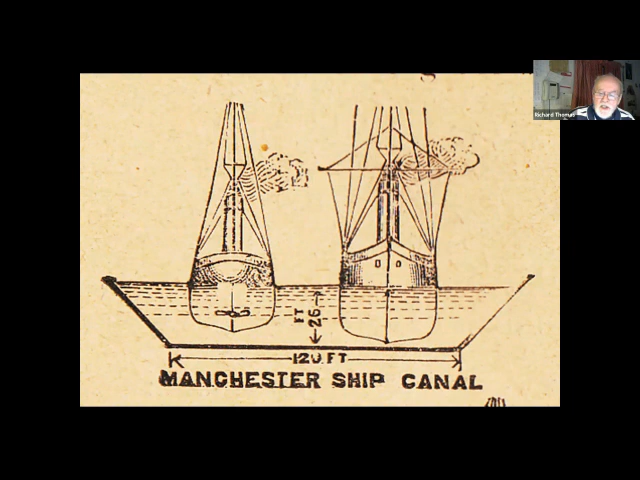 Richard Thomas
FT
26
120 FT
MANCHESTER SHIP CANAL